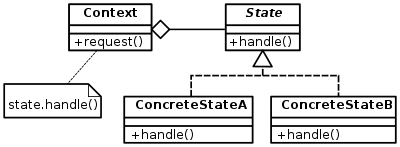 Context
+request()
State
+handle()
state.handle()
ConcreteStateA
+handle()
ConcreteStateB
+handle()